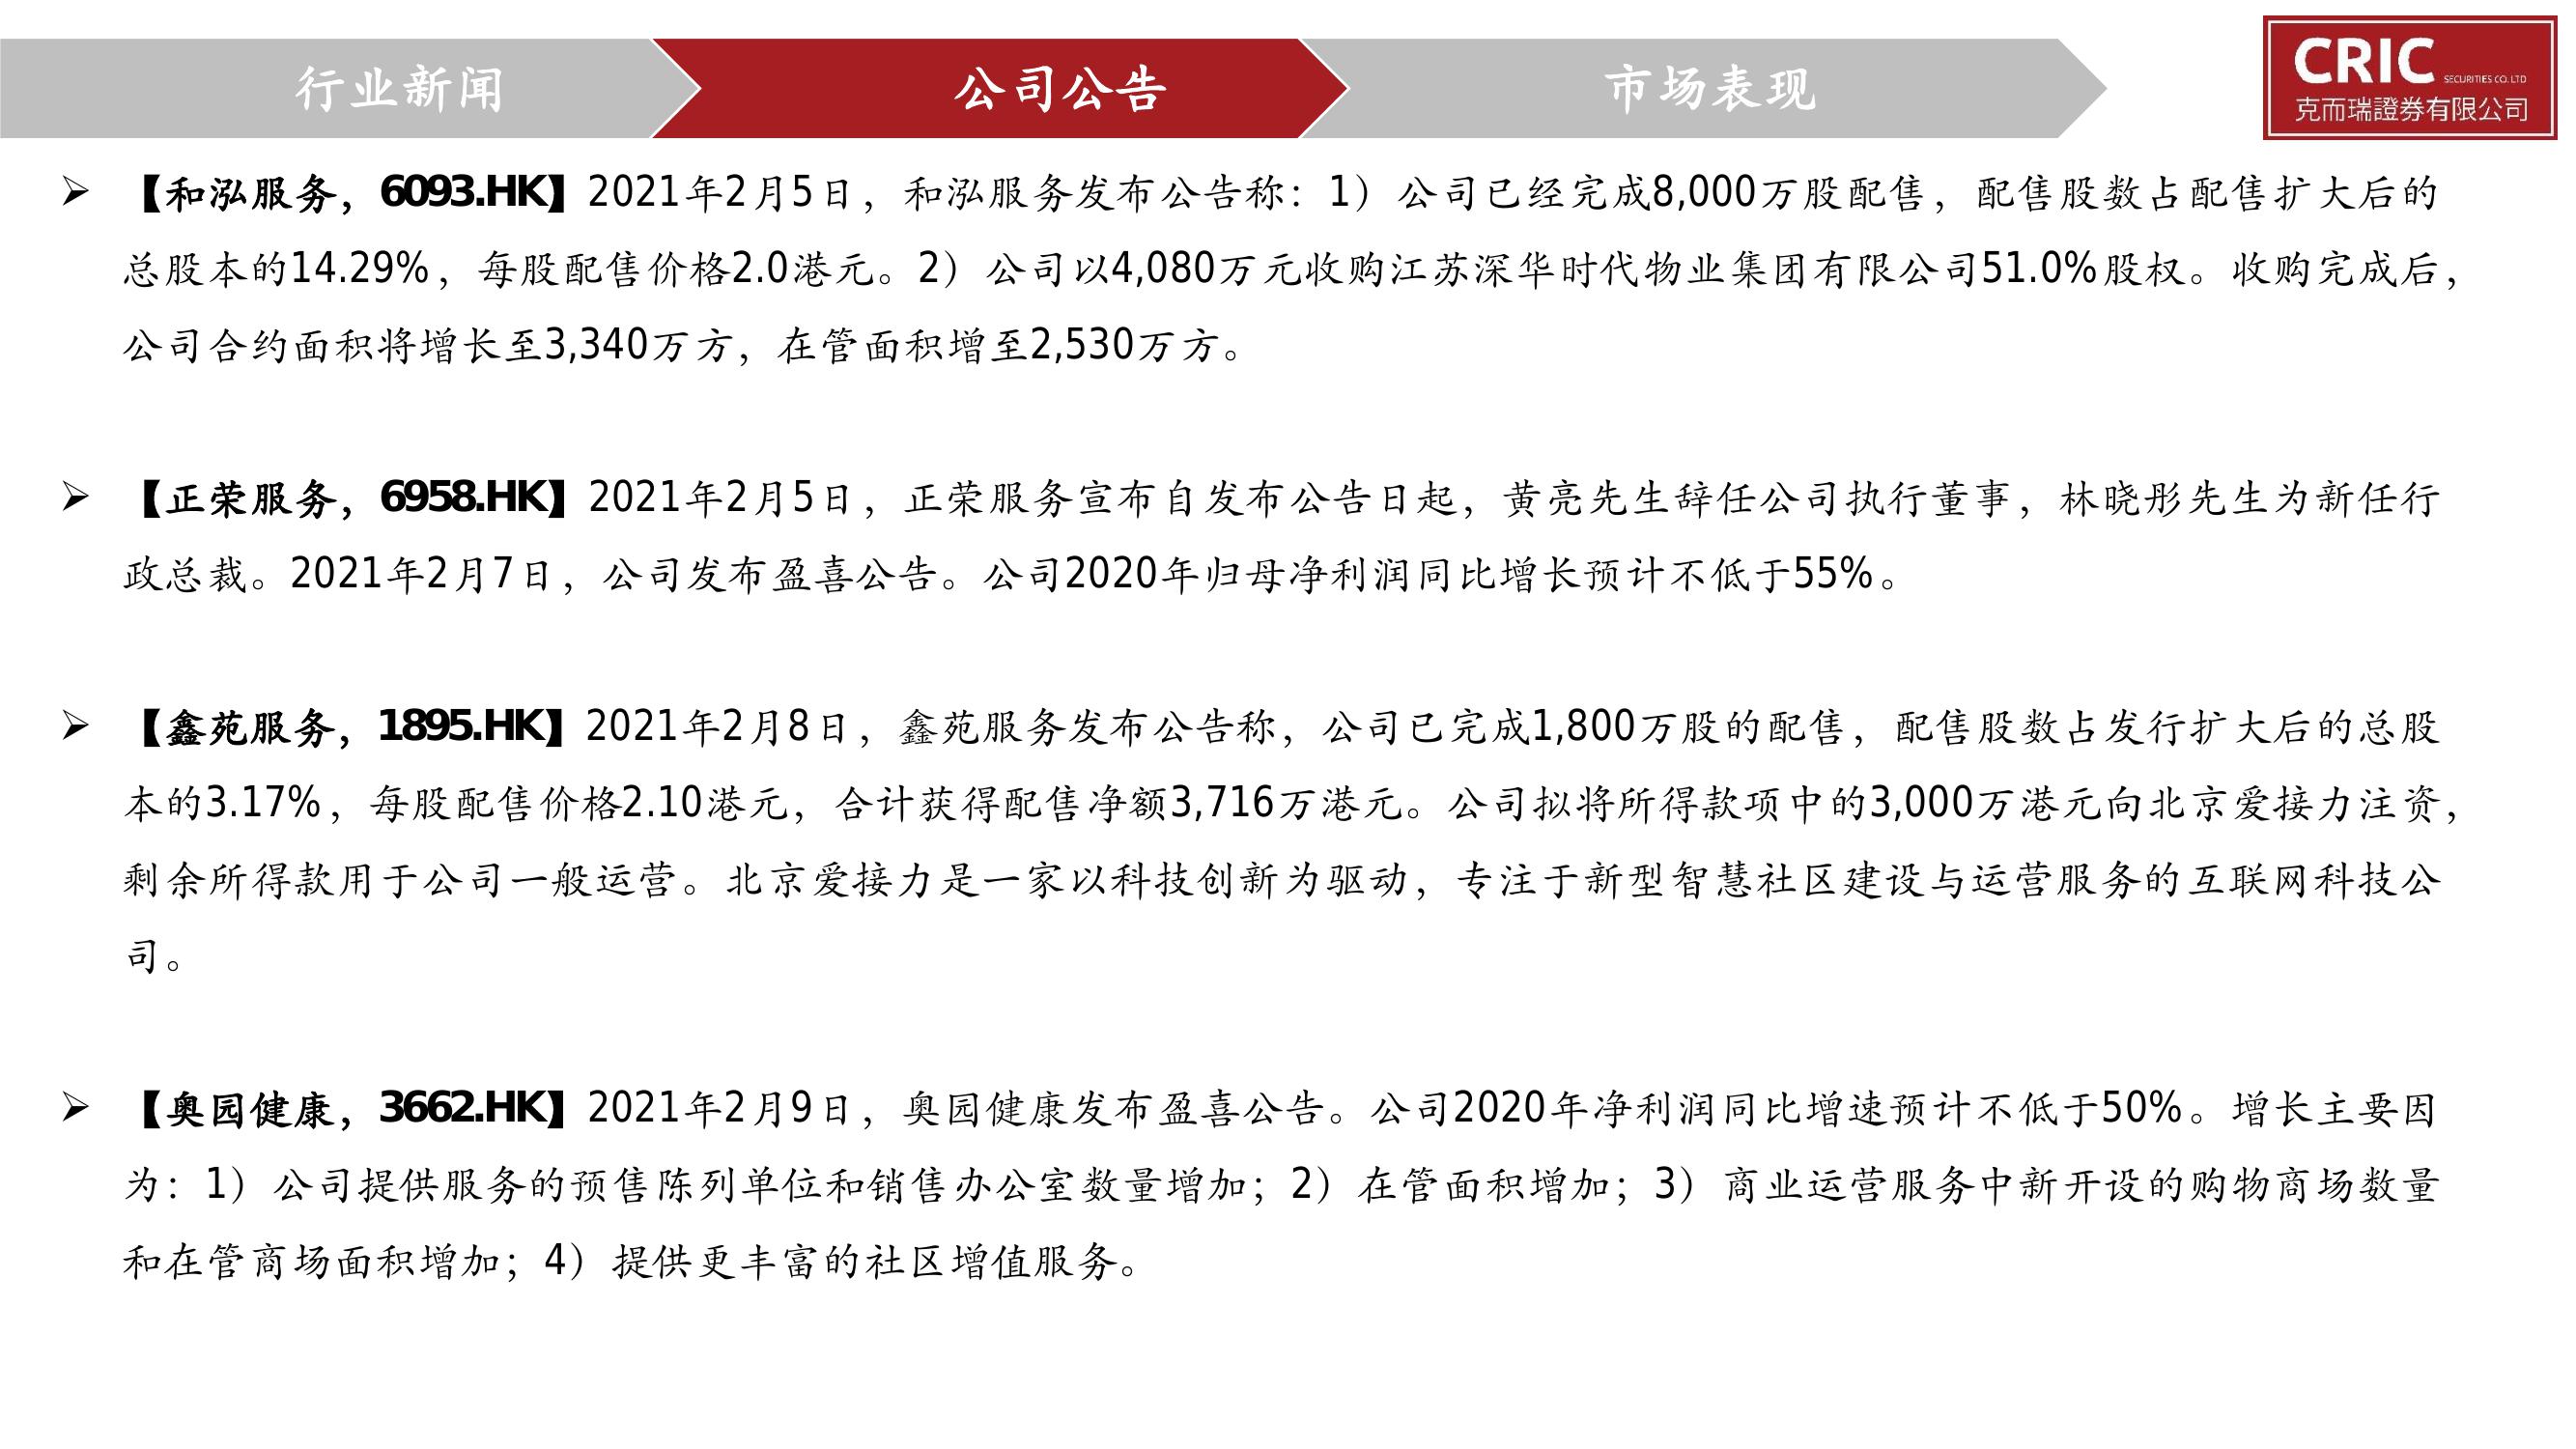 行业新闻
公司公告
市场表现
CRIC SECURITIES CO. LTD
克而瑞證券有限公司
➢ 【和泓服务，6093.HK】2021年2月5日，和泓服务发布公告称：1）公司已经完成8,000万股配售，配售股数占配售扩大后的
总股本的14.29%，每股配售价格2.0港元。2）公司以4,080万元收购江苏深华时代物业集团有限公司51.0%股权。收购完成后，
公司合约面积将增长至3,340万方，在管面积增至2,530万方。
➢ 【正荣服务，6958.HK】2021年2月5日，正荣服务宣布自发布公告日起，黄亮先生辞任公司执行董事，林晓彤先生为新任行
政总裁。2021年2月7日，公司发布盈喜公告。公司2020年归母净利润同比增长预计不低于55%。
➢ 【鑫苑服务，1895.HK】2021年2月8日，鑫苑服务发布公告称，公司已完成1,800万股的配售，配售股数占发行扩大后的总股
本的3.17%，每股配售价格2.10港元，合计获得配售净额3,716万港元。公司拟将所得款项中的3,000万港元向北京爱接力注资，
剩余所得款用于公司一般运营。北京爱接力是一家以科技创新为驱动，专注于新型智慧社区建设与运营服务的互联网科技公
司。
➢ 【奥园健康，3662.HK】2021年2月9日，奥园健康发布盈喜公告。公司2020年净利润同比增速预计不低于50%。增长主要因
为：1）公司提供服务的预售陈列单位和销售办公室数量增加；2）在管面积增加；3）商业运营服务中新开设的购物商场数量
和在管商场面积增加；4）提供更丰富的社区增值服务。